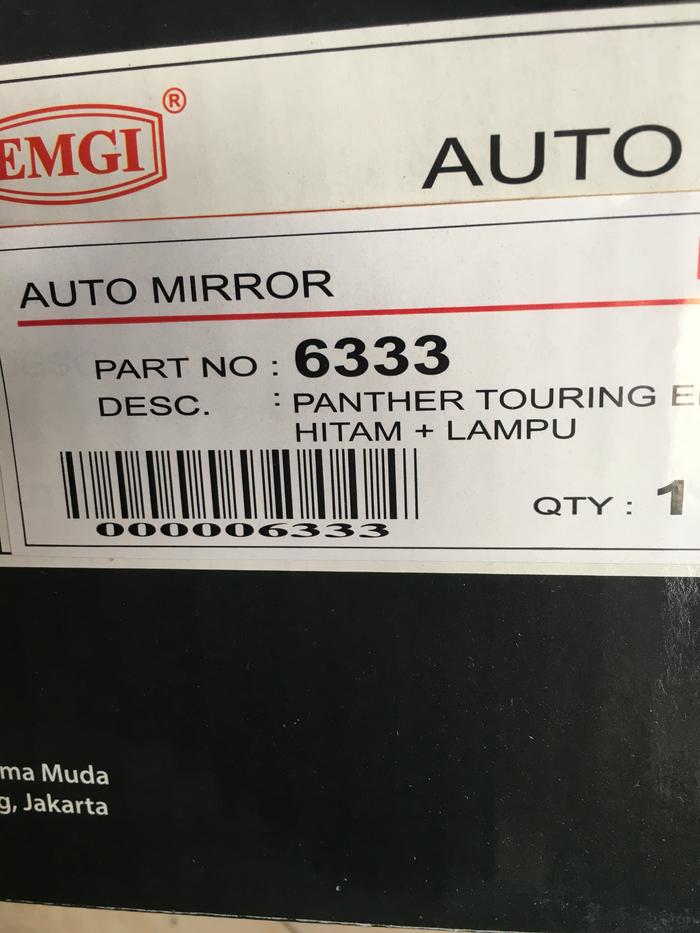 EMGI ®
AUTO
AUTO MIRROR
PART NO : 6333
DESC. : PANTHER TOURING
HITAM + LAMPU
000006333
QTY : 1
ma Muda
g, Jakarta